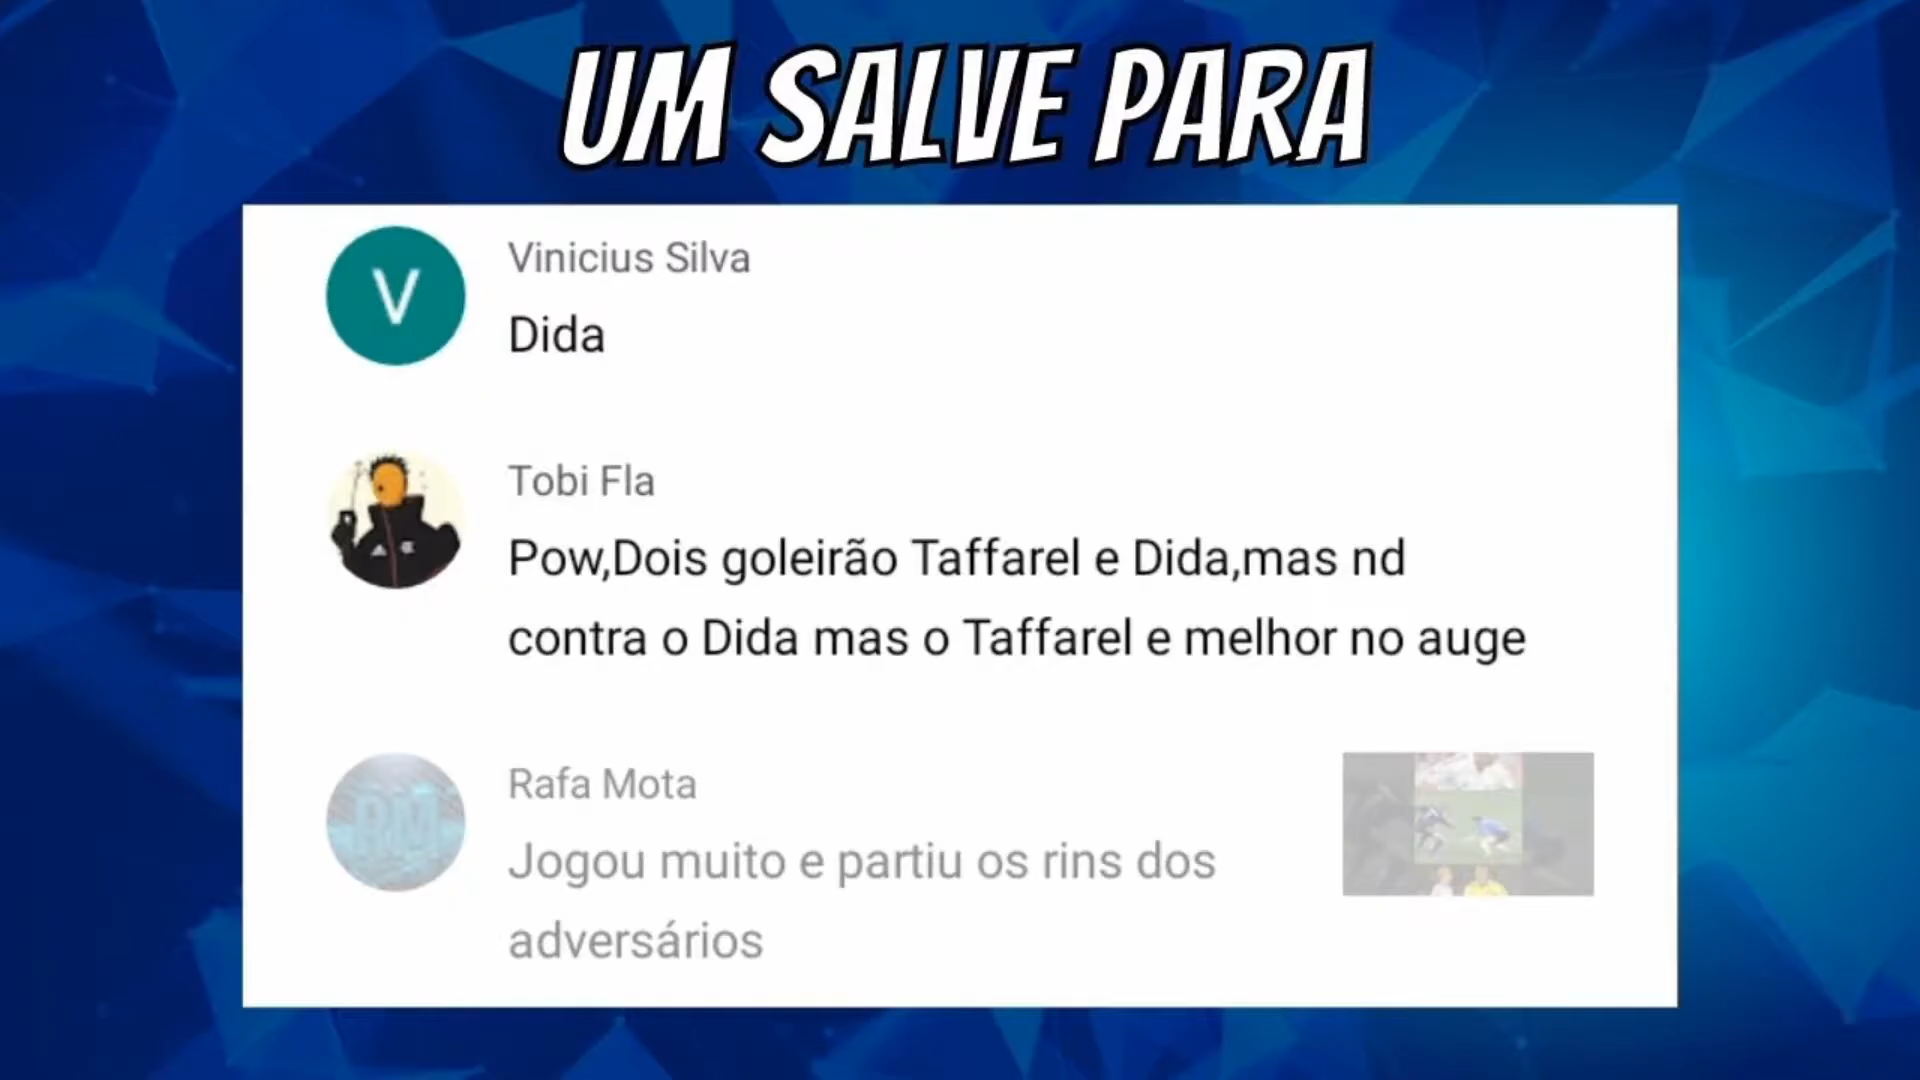 UM SALVE PARA
V
Vinicius Silva
Dida
Tobi Fla
Pow,Dois goleirão Taffarel e Dida,mas nd
contra o Dida mas o Taffarel e melhor no auge
RM
Rafa Mota
Jogou muito e partiu os rins dos
adversários